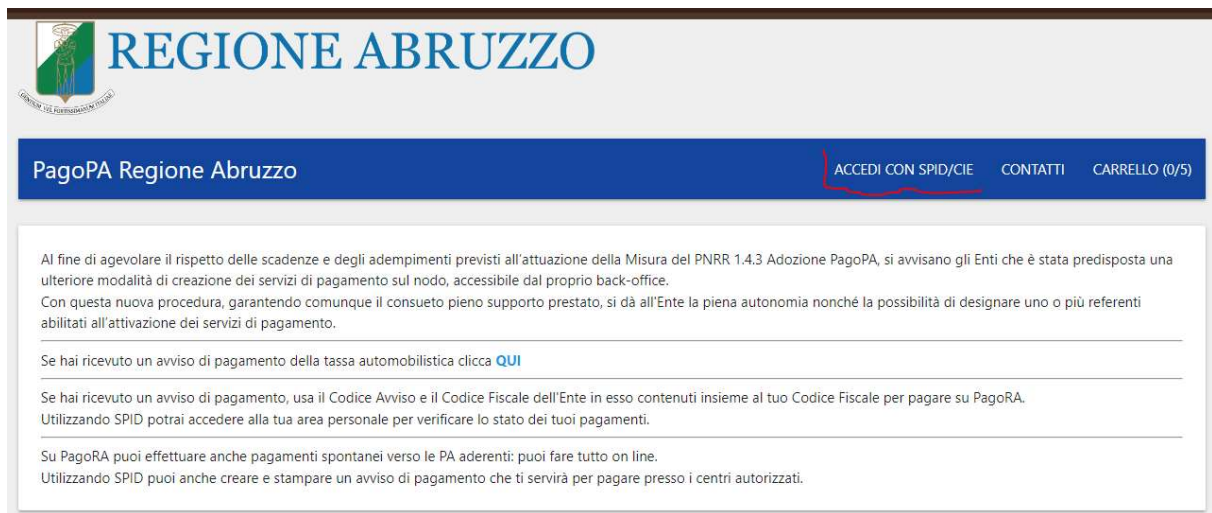 REGIONE ABRUZZO
PagoPA Regione Abruzzo
ACCEDI CON SPID/CIE CONTATTI CARRELLO (0/5)
Al fine di agevolare il rispetto delle scadenze e degli adempimenti previsti all'attuazione della Misura del PNRR 1.4.3 Adozione PagoPA, si avvisano gli Enti che è stata predisposta una
ulteriore modalità di creazione dei servizi di pagamento sul nodo, accessibile dal proprio back-office.
Con questa nuova procedura, garantendo comunque il consueto pieno supporto prestato, si dà all'Ente la piena autonomia nonché la possibilità di designare uno o più referenti
abilitati all'attivazione dei servizi di pagamento.
Se hai ricevuto un avviso di pagamento della tassa automobilistica clicca QUI
Se hai ricevuto un avviso di pagamento, usa il Codice Avviso e il Codice Fiscale dell'Ente in esso contenuti insieme al tuo Codice Fiscale per pagare su PagoRA.
Utilizzando SPID potrai accedere alla tua area personale per verificare lo stato dei tuoi pagamenti.
Su PagoRA puoi effettuare anche pagamenti spontanei verso le PA aderenti: puoi fare tutto on line.
Utilizzando SPID puoi anche creare e stampare un avviso di pagamento che ti servirà per pagare presso i centri autorizzati.